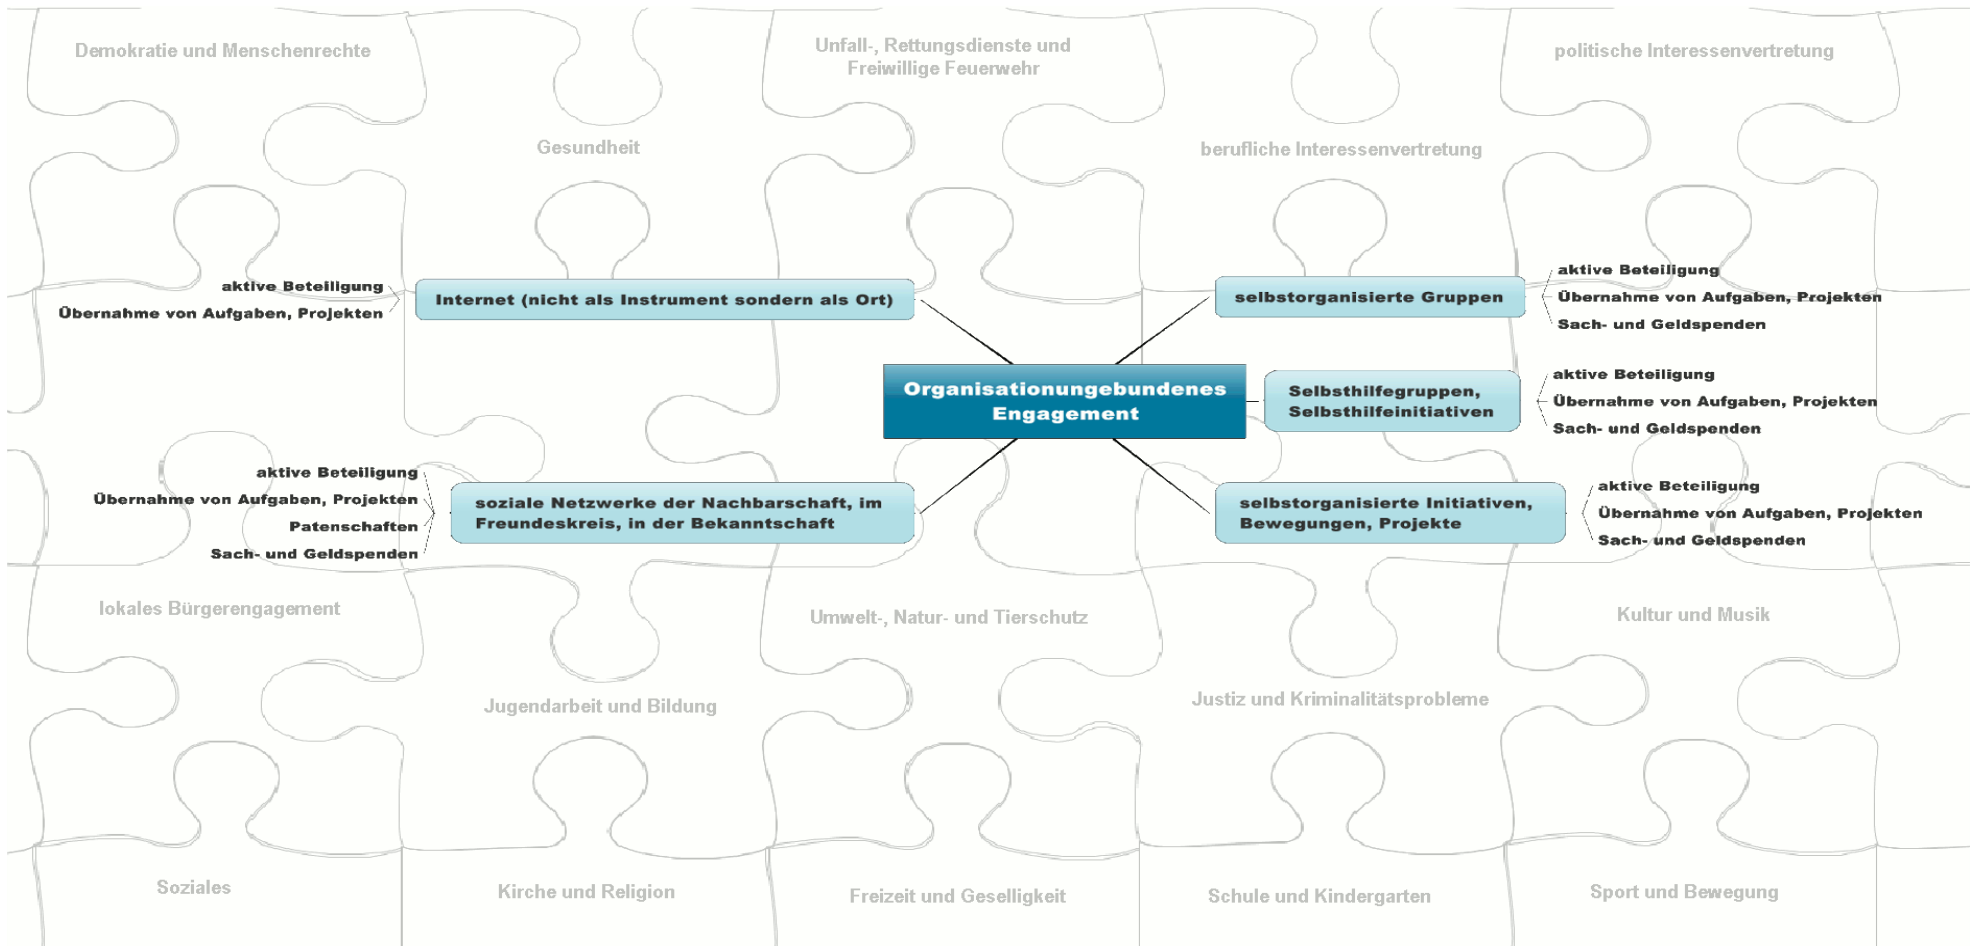 Demokratie und Menschenrechte
Unfall-, Rettungsdienste und
Freiwillige Feuerwehr
politische Interessenvertretung
Gesundheit
berufliche Interessenvertretung
aktive Beteiligung
Übernahme von Aufgaben, Projekten
Internet (nicht als Instrument sondern als Ort)
selbstorganisierte Gruppen
aktive Beteiligung
Übernahme von Aufgaben, Projekten
Sach- und Geldspenden
Organisationungebundenes
Engagement
Selbsthilfegruppen,
Selbsthilfeinitiativen
aktive Beteiligung
Übernahme von Aufgaben, Projekten
Sach- und Geldspenden
aktive Beteiligung
Übernahme von Aufgaben, Projekten
Patenschaften
Sach- und Geldspenden
soziale Netzwerke der Nachbarschaft, im
Freundeskreis, in der Bekanntschaft
selbstorganisierte Initiativen,
Bewegungen, Projekte
aktive Beteiligung
Übernahme von Aufgaben, Projekten
Sach- und Geldspenden
lokales Bürgerengagement
Umwelt-, Natur- und Tierschutz
Kultur und Musik
Jugendarbeit und Bildung
Justiz und Kriminalitätsprobleme
Soziales
Kirche und Religion
Freizeit und Geselligkeit
Schule und Kindergarten
Sport und Bewegung